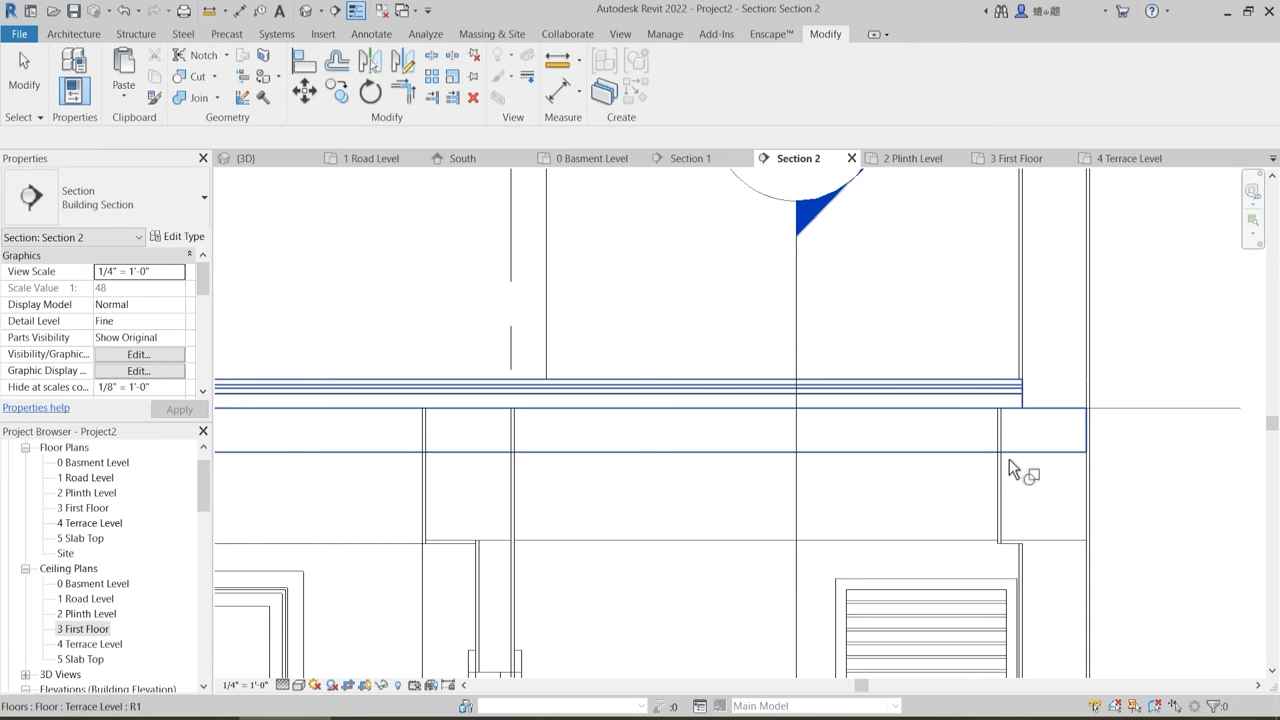 Autodesk Revit 2022 - Project2 - Section: Section 2
File Architecture Structure Steel Precast Systems Insert Annotate Analyze Massing & Site Collaborate View Manage Add-Ins Enscape™ Modify
Notch
Cut
Join
Modify
Paste
Select Properties Clipboard Geometry Modify View Measure Create
Properties
{3D} 1 Road Level South 0 Basment Level Section 1 Section 2 2 Plinth Level 3 First Floor 4 Terrace Level
Section
Building Section
Section: Section 2 Edit Type
Graphics
View Scale 1/4" = 1'-0"
Scale Value 1: 48
Display Model Normal
Detail Level Fine
Parts Visibility Show Original
Visibility/Graphic... Edit...
Graphic Display ... Edit...
Hide at scales co... 1/8" = 1'-0"
Properties help Apply
Project Browser - Project2
Floor Plans
0 Basment Level
1 Road Level
2 Plinth Level
3 First Floor
4 Terrace Level
5 Slab Top
Site
Ceiling Plans
0 Basment Level
1 Road Level
2 Plinth Level
3 First Floor
4 Terrace Level
5 Slab Top
3D Views
Elevations (Building Elevation)
1/4" = 1'-0"
Floors : Floor : Terrace Level : R1
:0 Main Model :0